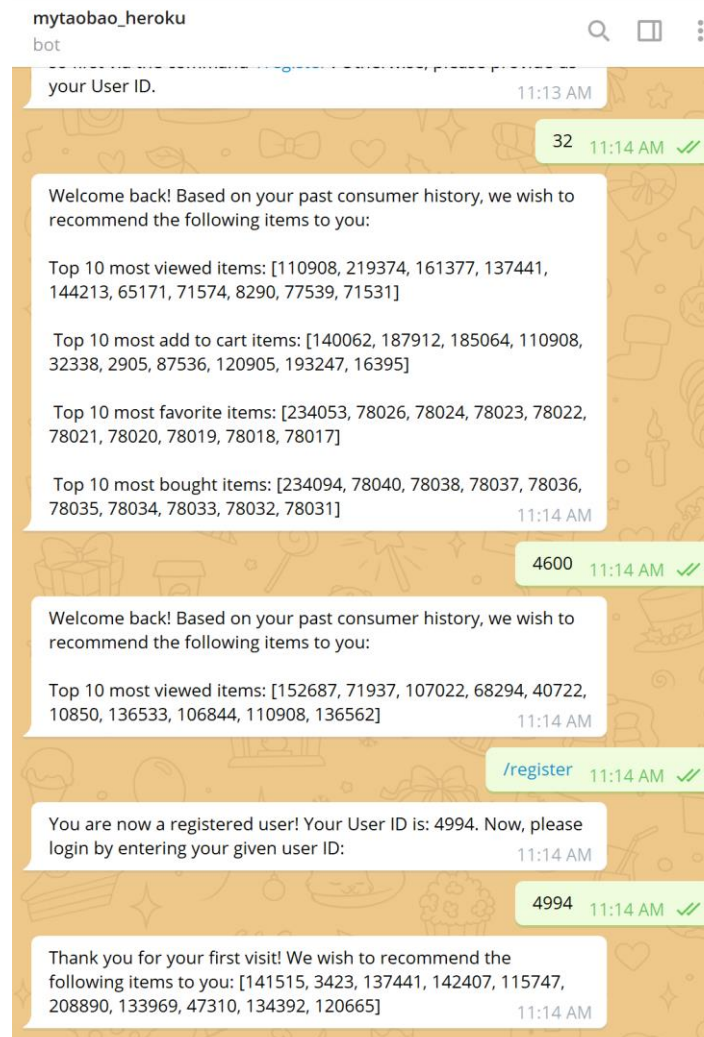 mytaobao_heroku
bot
your User ID.
11:13 AM
32 11:14 AM
Welcome back! Based on your past consumer history, we wish to
recommend the following items to you:
Top 10 most viewed items: [110908, 219374, 161377, 137441,
144213, 65171, 71574, 8290, 77539, 71531]
Top 10 most add to cart items: [140062, 187912, 185064, 110908,
32338, 2905, 87536, 120905, 193247, 16395]
Top 10 most favorite items: [234053, 78026, 78024, 78023, 78022,
78021, 78020, 78019, 78018, 78017]
Top 10 most bought items: [234094, 78040, 78038, 78037, 78036,
78035, 78034, 78033, 78032, 78031]
11:14 AM
4600 11:14 AM
Welcome back! Based on your past consumer history, we wish to
recommend the following items to you:
Top 10 most viewed items: [152687, 71937, 107022, 68294, 40722,
10850, 136533, 106844, 110908, 136562]
11:14 AM
/register 11:14 AM
You are now a registered user! Your User ID is: 4994. Now, please
login by entering your given user ID:
11:14 AM
4994 11:14 AM
Thank you for your first visit! We wish to recommend the
following items to you: [141515, 3423, 137441, 142407, 115747,
208890, 133969, 47310, 134392, 120665]
11:14 AM